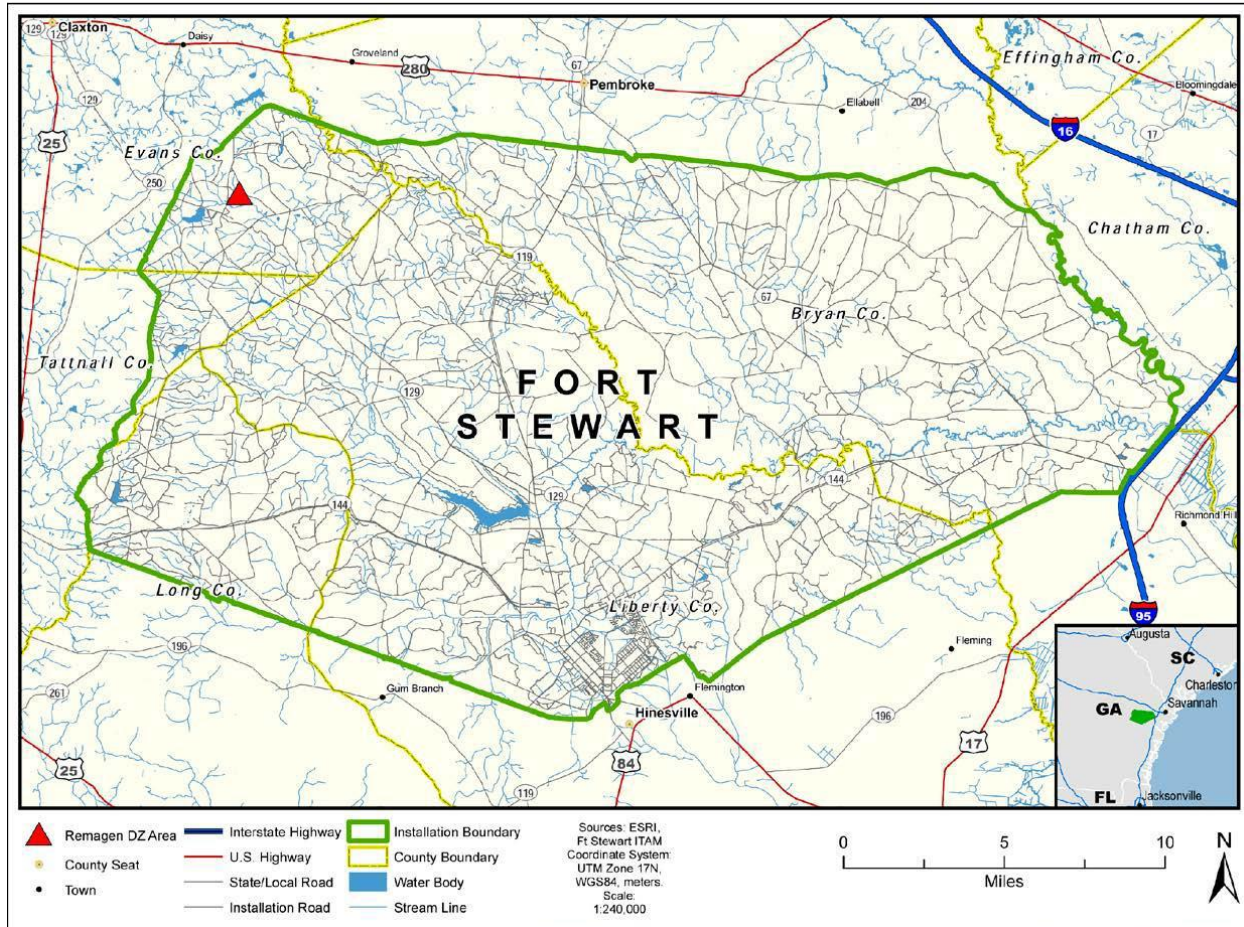 129
Claxton
129
Daisy
Groveland
280
67
Pembroke
Effingham Co.
Bloomingdale
Ellabell
204
16
17
129
25
Evans Co.
250
Chatham Co.
119
67
Bryan Co.
Tattnall Co.
129
FORT
STEWART
144
144
129
Richmond Hill
Long Co.
Liberty Co.
95
196
Fleming
261
Gum Branch
Flemington
Hinesville
196
17
25
84
119
Augusta
SC
Charleston
GA
Savannah
FL
Jacksonville
Remagen DZ Area
County Seat
Town
Interstate Highway
U.S. Highway
State/Local Road
Installation Road
Installation Boundary
County Boundary
Water Body
Stream Line
Sources: ESRI,
Ft Stewart ITAM
Coordinate System:
UTM Zone 17N,
WGS84, meters.
Scale:
1:240,000
0 5 10
Miles
N